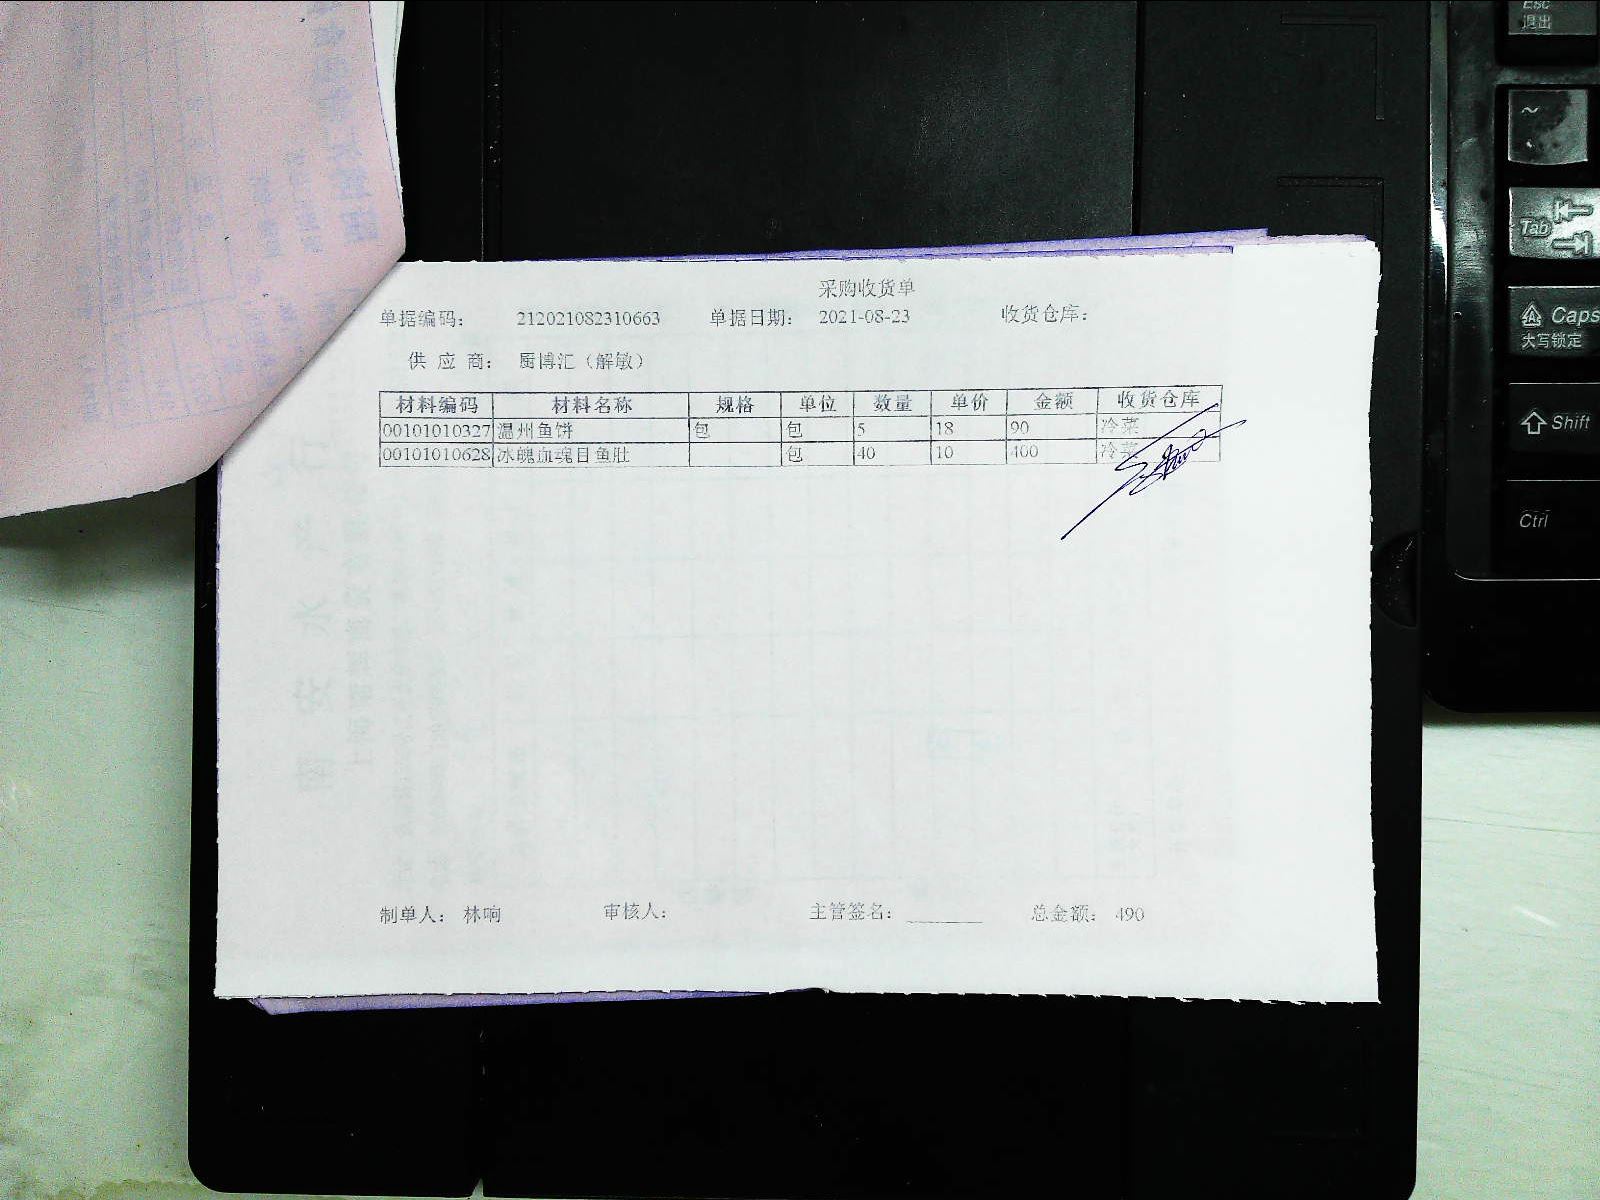 采购收货单
单据编码： 212021082310663 单据日期： 2021-08-23 收货仓库：
供 应 商： 厨博汇（解敏）
材料编码 材料名称 规格 单位 数量 单价 金额 收货仓库
00101010327 温州鱼饼 包 包 5 18 90 冷菜
00101010628 冰魄血魂目鱼肚 包 40 10 400 冷菜
制单人： 林响 审核人： 主管签名： 总金额： 490
Esc
退出
~
Tab
Caps
大写锁定
Shift
Ctrl